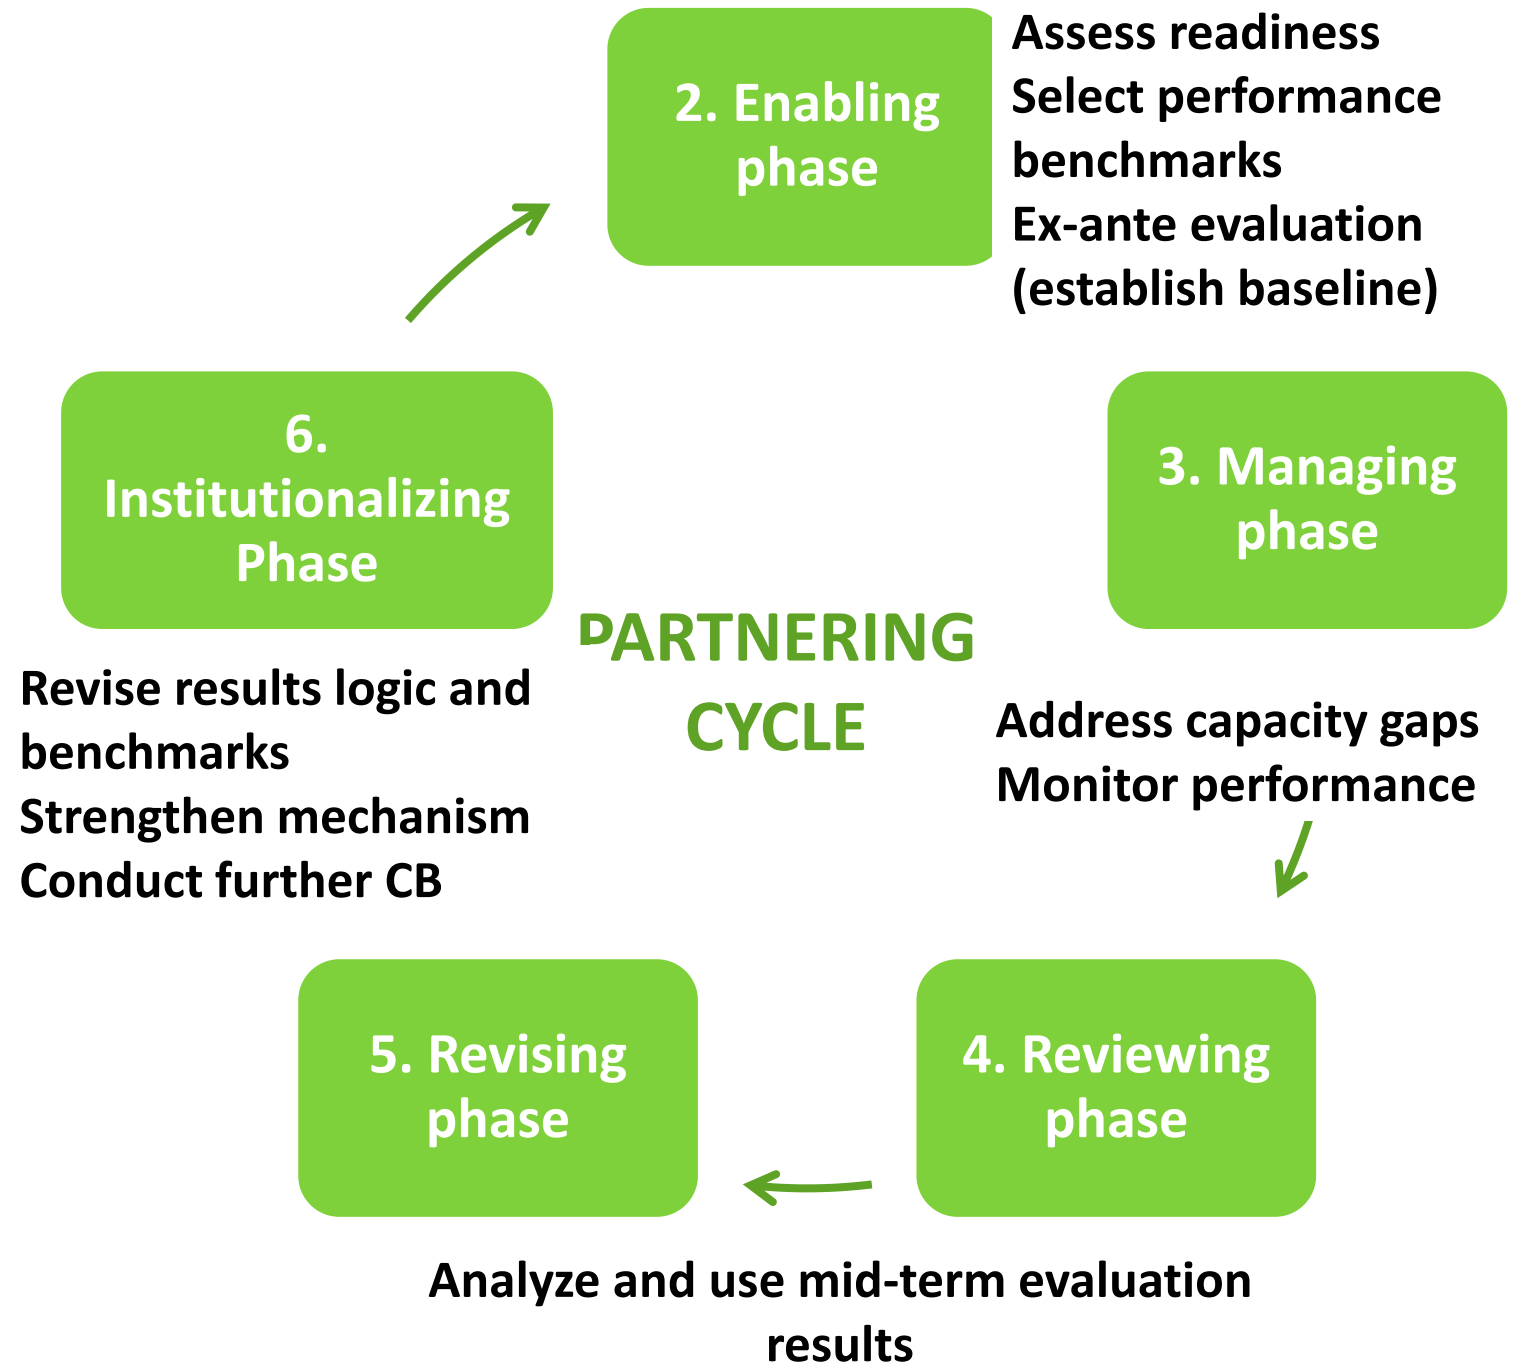 2. Enabling
phase
Assess readiness
Select performance
benchmarks
Ex-ante evaluation
(establish baseline)
3. Managing
phase
Address capacity gaps
Monitor performance
4. Reviewing
phase
Analyze and use mid-term evaluation
results
5. Revising
phase
6.
Institutionalizing
Phase
Revise results logic and
benchmarks
Strengthen mechanism
Conduct further CB
PARTNERING
CYCLE